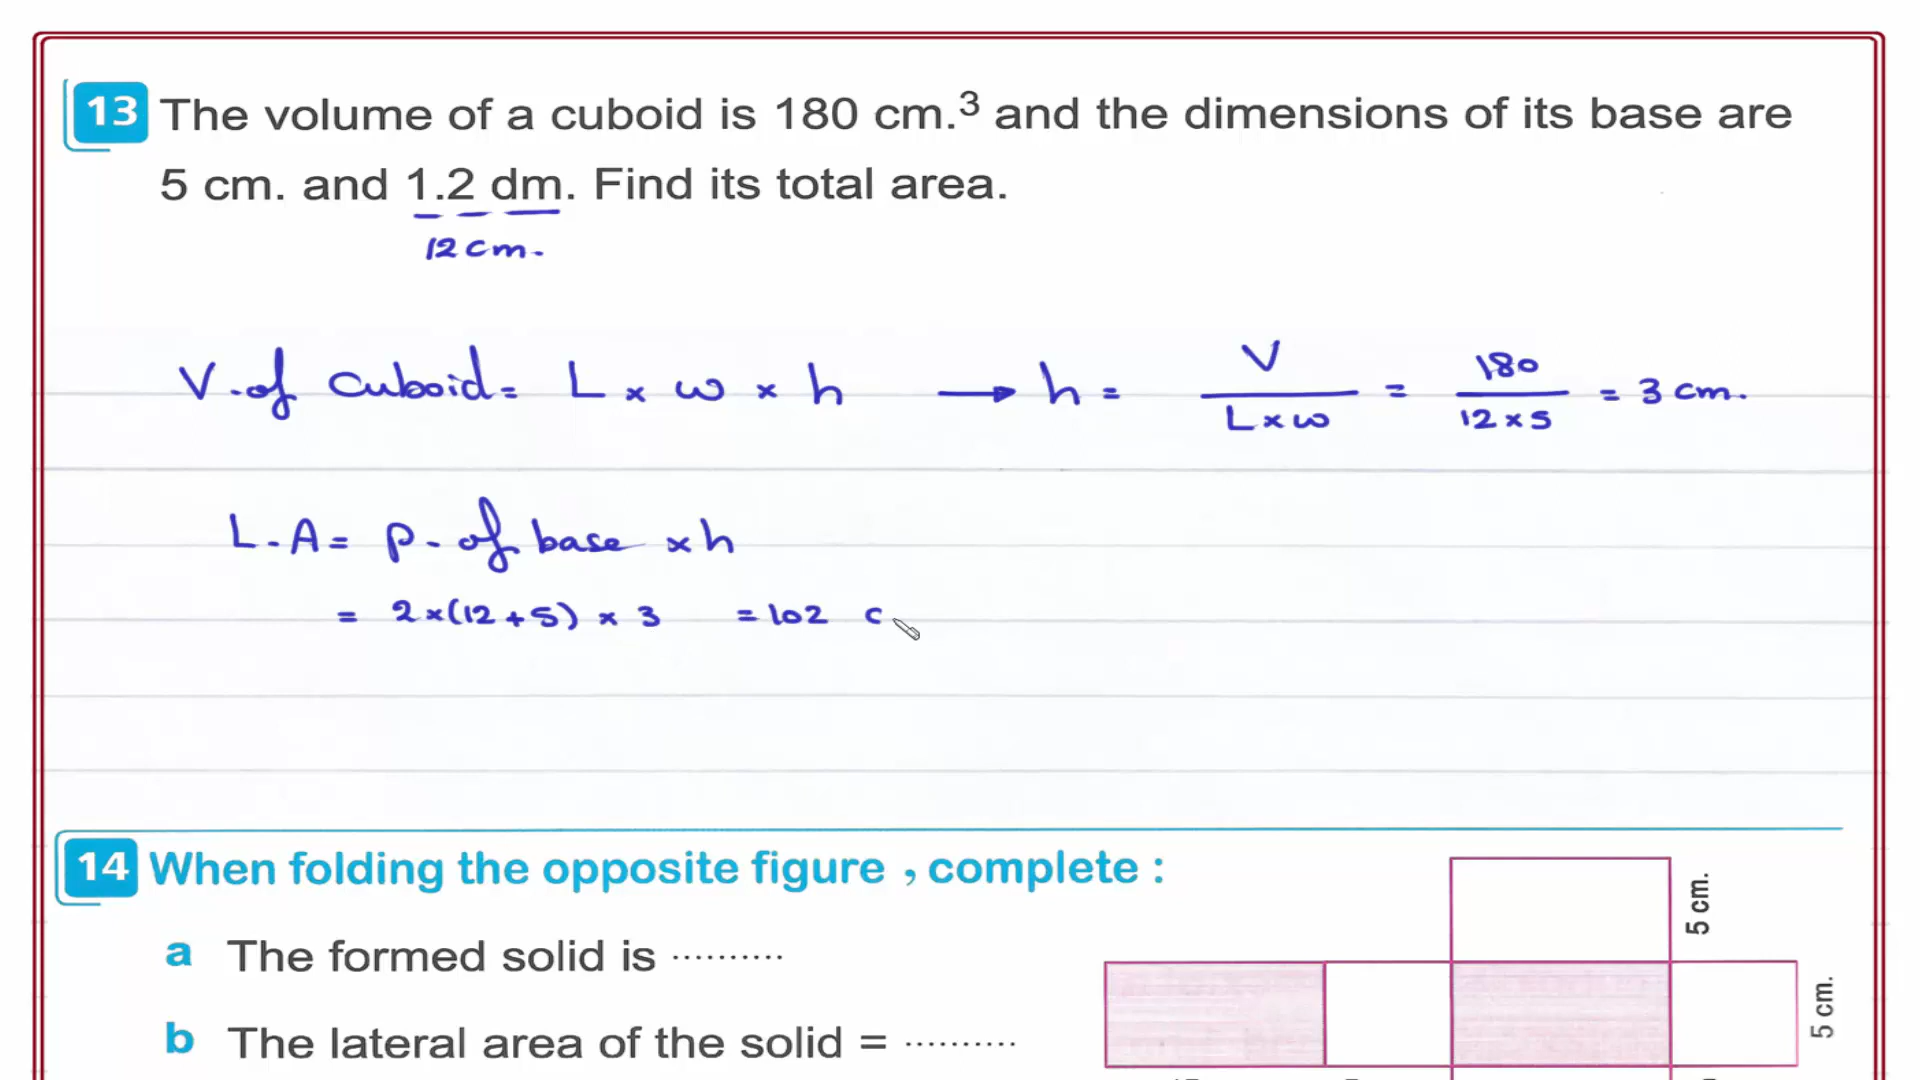 13 The volume of a cuboid is 180 cm.³ and the dimensions of its base are
5 cm. and 1.2 dm. Find its total area.
12 cm.
V. of Cuboid = L × w × h → h = V / L × w = 180 / 12 × 5 = 3 cm.
L.A = P. of base × h
= 2 × (12 + 5) × 3 = 102 c
14 When folding the opposite figure , complete :
5 cm.
a The formed solid is ··········
5 cm.
b The lateral area of the solid = ··········